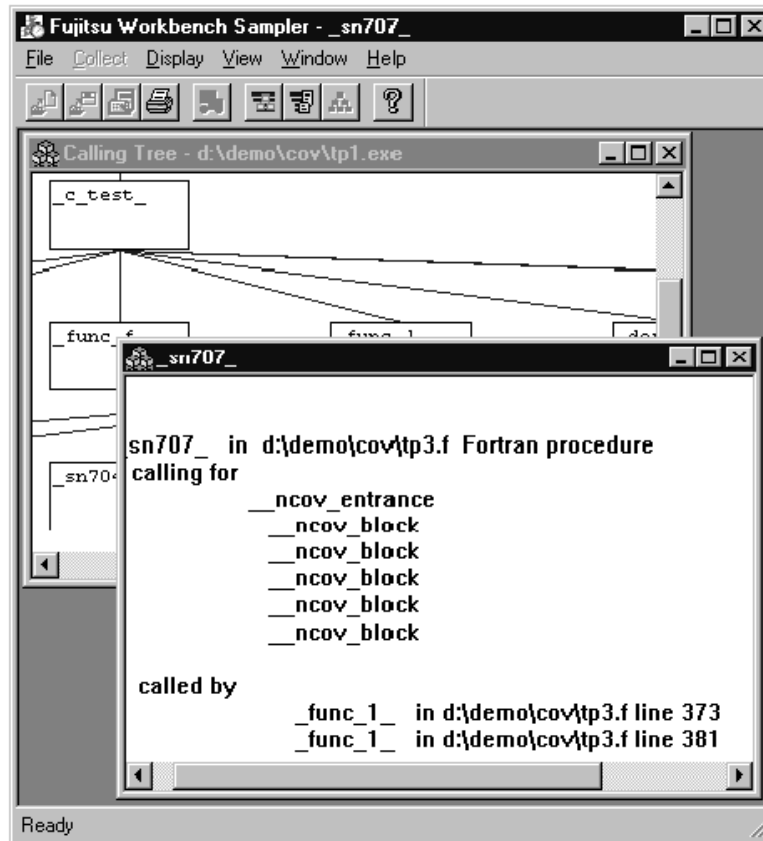 Fujitsu Workbench Sampler - _sn707_
File Collect Display View Window Help
Calling Tree - d:\demo\cov\tp1.exe
_c_test_
_func_f_
_func_1_
_sn707_
_sn707_ in d:\demo\cov\tp3.f Fortran procedure
calling for
__ncov_entrance
__ncov_block
__ncov_block
__ncov_block
__ncov_block
__ncov_block
called by
_func_1_ in d:\demo\cov\tp3.f line 373
_func_1_ in d:\demo\cov\tp3.f line 381
Ready